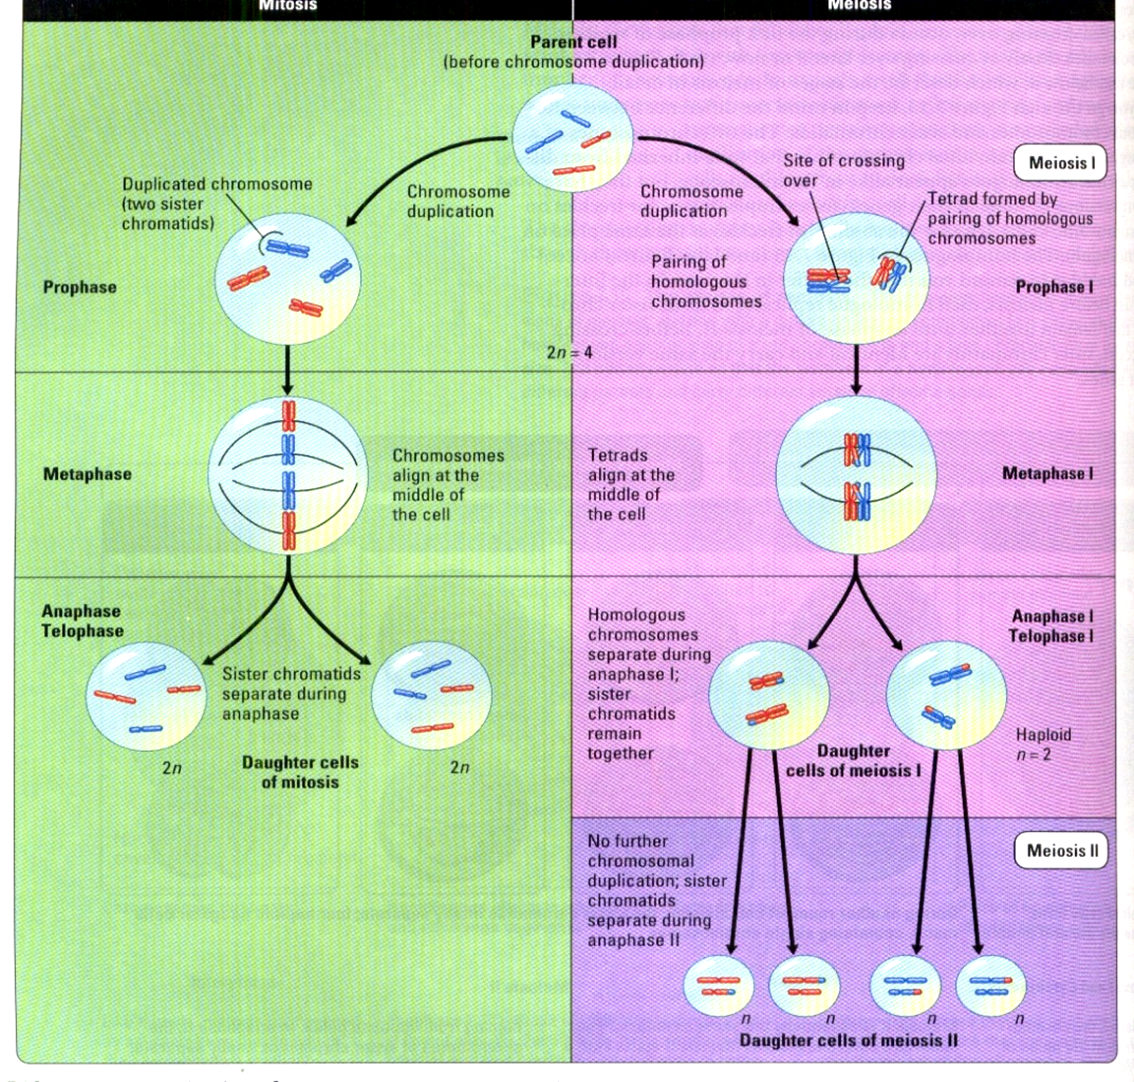 Mitosis
Meiosis
Parent cell
(before chromosome duplication)
Meiosis I
Site of crossing
over
Duplicated chromosome
(two sister
chromatids)
Chromosome
duplication
Chromosome
duplication
Tetrad formed by
pairing of homologous
chromosomes
Pairing of
homologous
chromosomes
Prophase
Prophase I
2n = 4
Metaphase
Chromosomes
align at the
middle of
the cell
Tetrads
align at the
middle of
the cell
Metaphase I
Anaphase
Telophase
Sister chromatids
separate during
anaphase
2n
Daughter cells
of mitosis
2n
Homologous
chromosomes
separate during
anaphase I;
sister
chromatids
remain
together
Anaphase I
Telophase I
Haploid
n = 2
Daughter
cells of meiosis I
Meiosis II
No further
chromosomal
duplication; sister
chromatids
separate during
anaphase II
n
n
n
n
Daughter cells of meiosis II